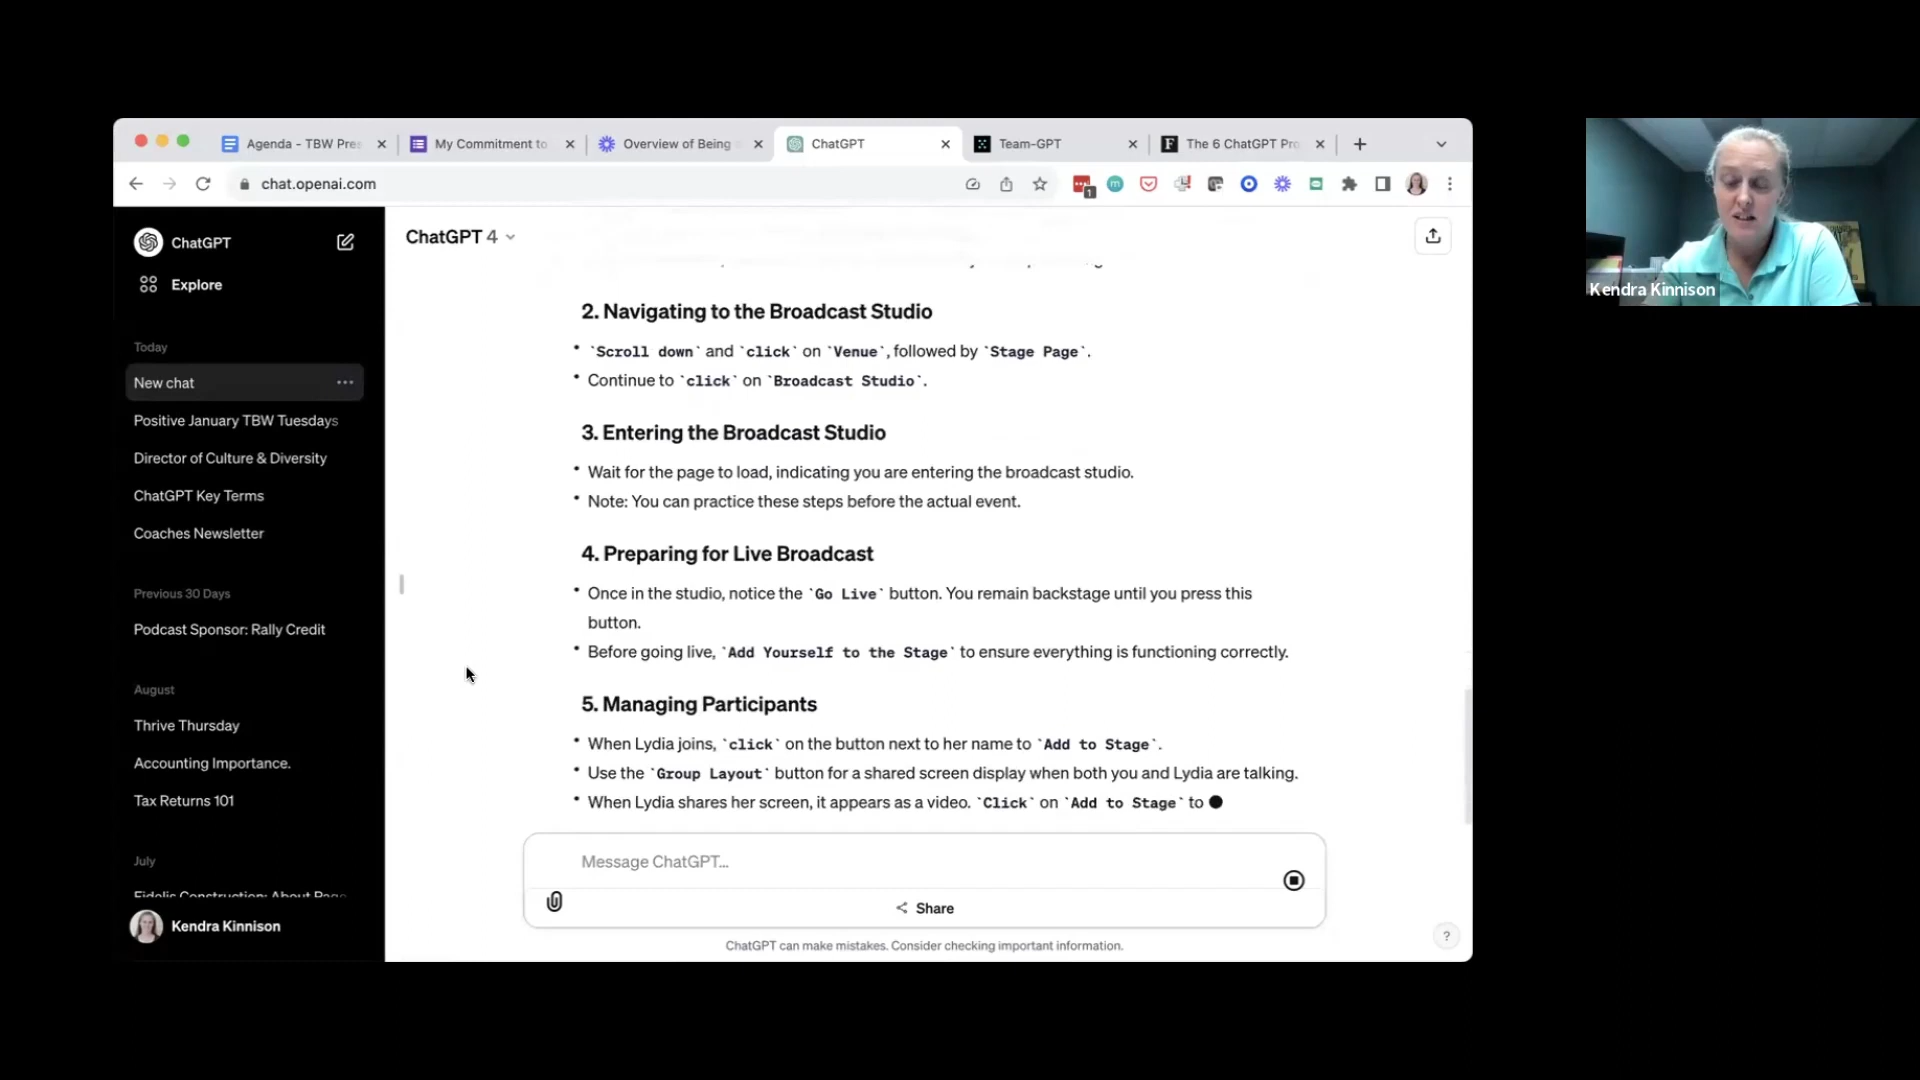 Agenda - TBW Pre
My Commitment to
Overview of Being
ChatGPT
Team-GPT
The 6 ChatGPT Pro
chat.openai.com
1
ChatGPT
Explore
Today
New chat
Positive January TBW Tuesdays
Director of Culture & Diversity
ChatGPT Key Terms
Coaches Newsletter
Previous 30 Days
Podcast Sponsor: Rally Credit
August
Thrive Thursday
Accounting Importance.
Tax Returns 101
July
Fidelis Construction: About Page
Kendra Kinnison
ChatGPT 4
2. Navigating to the Broadcast Studio
• `Scroll down` and `click` on `Venue`, followed by `Stage Page`.
• Continue to `click` on `Broadcast Studio`.
3. Entering the Broadcast Studio
• Wait for the page to load, indicating you are entering the broadcast studio.
• Note: You can practice these steps before the actual event.
4. Preparing for Live Broadcast
• Once in the studio, notice the `Go Live` button. You remain backstage until you press this
button.
• Before going live, `Add Yourself to the Stage` to ensure everything is functioning correctly.
5. Managing Participants
• When Lydia joins, `click` on the button next to her name to `Add to Stage`.
• Use the `Group Layout` button for a shared screen display when both you and Lydia are talking.
• When Lydia shares her screen, it appears as a video. `Click` on `Add to Stage` to
Message ChatGPT...
Share
ChatGPT can make mistakes. Consider checking important information.
?
Kendra Kinnison